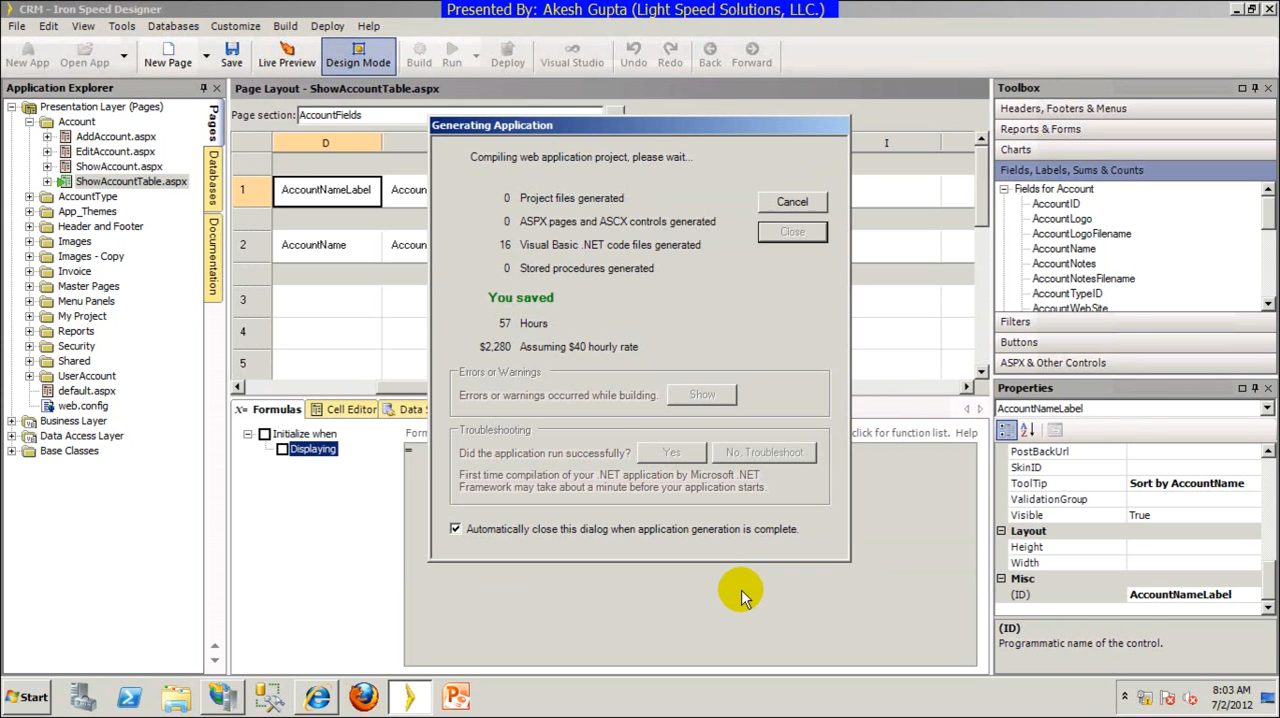 CRM - Iron Speed Designer
Presented By: Akesh Gupta (Light Speed Solutions, LLC.)
File Edit View Tools Databases Customize Build Deploy Help
New App Open App New Page Save Live Preview Design Mode Build Run Deploy Visual Studio Undo Redo Back Forward
Application Explorer
Presentation Layer (Pages)
Account
AddAccount.aspx
EditAccount.aspx
ShowAccount.aspx
ShowAccountTable.aspx
AccountType
App_Themes
Header and Footer
Images
Images - Copy
Invoice
Master Pages
Menu Panels
My Project
Reports
Security
Shared
UserAccount
default.aspx
web.config
Business Layer
Data Access Layer
Base Classes
Pages
Databases
Documentation
Page Layout - ShowAccountTable.aspx
Page section: AccountFields
D I
1 AccountNameLabel Accou
2 AccountName Accou
3
4
5
Formulas Cell Editor Data S
Initialize when
Displaying
Form
=
click for function list. Help
Generating Application
Compiling web application project, please wait...
0 Project files generated
0 ASPX pages and ASCX controls generated
16 Visual Basic .NET code files generated
0 Stored procedures generated
Cancel
Close
You saved
57 Hours
$2,280 Assuming $40 hourly rate
Errors or Warnings
Errors or warnings occurred while building. Show
Troubleshooting
Did the application run successfully? Yes No, Troubleshoot
First time compilation of your .NET application by Microsoft .NET
Framework may take about a minute before your application starts.
Automatically close this dialog when application generation is complete.
Toolbox
Headers, Footers & Menus
Reports & Forms
Charts
Fields, Labels, Sums & Counts
Fields for Account
AccountID
AccountLogo
AccountLogoFilename
AccountName
AccountNotes
AccountNotesFilename
AccountTypeID
AccountWebSite
Filters
Buttons
ASPX & Other Controls
Properties
AccountNameLabel
PostBackUrl
SkinID
ToolTip Sort by AccountName
ValidationGroup
Visible True
Layout
Height
Width
Misc
(ID) AccountNameLabel
(ID)
Programmatic name of the control.
Start
8:03 AM
7/2/2012